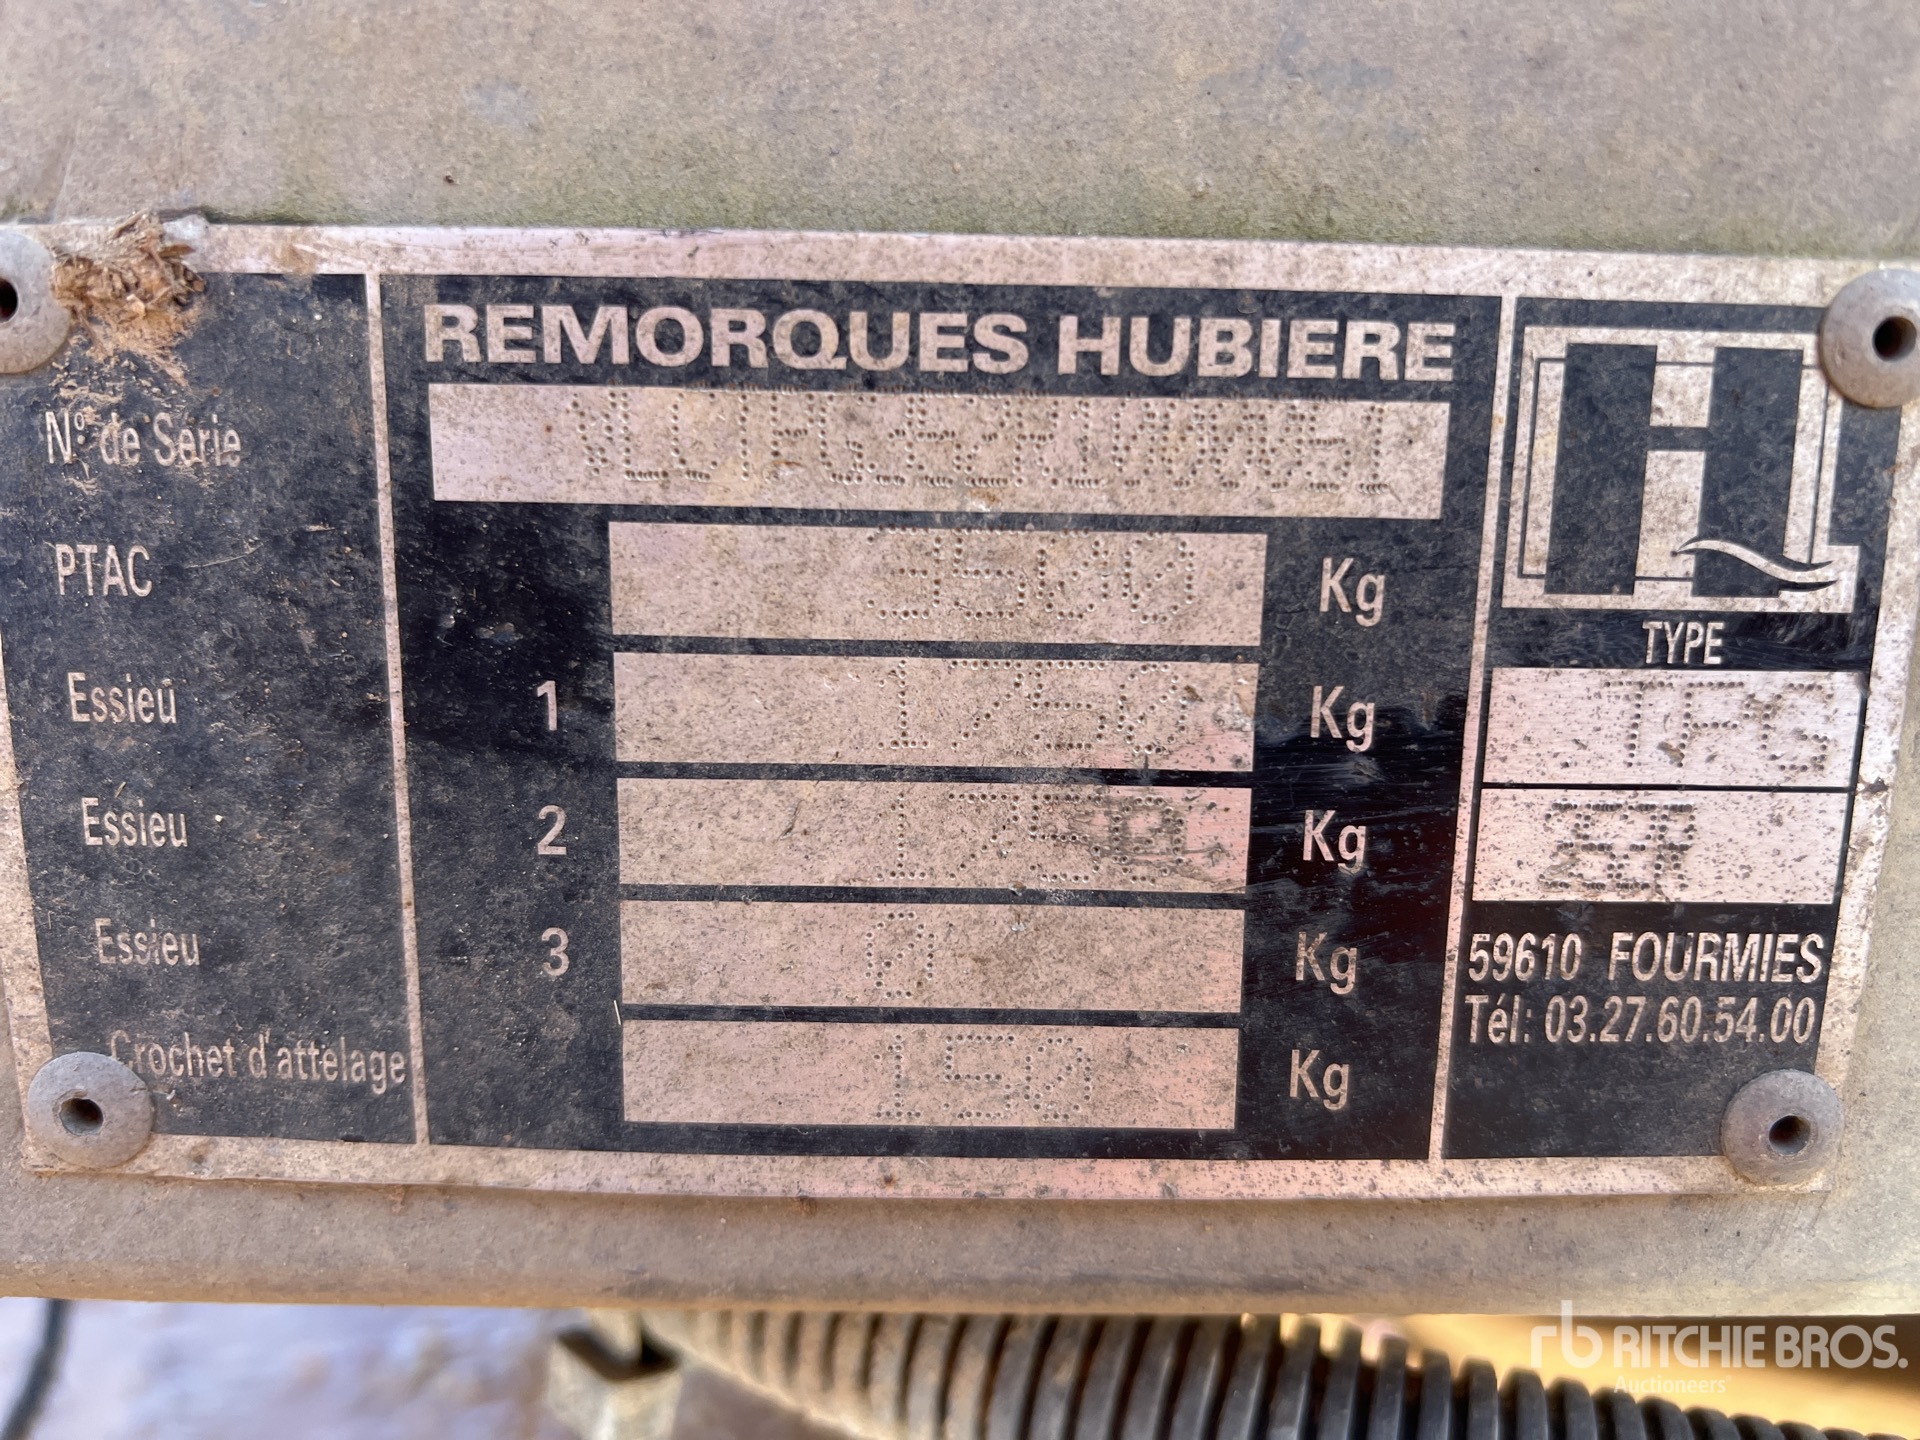 REMORQUES HUBIERE
N° de Serie
PTAC 3500 Kg
Essieu 1 1750 Kg
Essieu 2 1750 Kg
Essieu 3 0 Kg
Crochet d'attelage 150 Kg
H
TYPE
TFG
59610 FOURMIES
Tél: 03.27.60.54.00
rb RITCHIE BROS.
Auctioneers